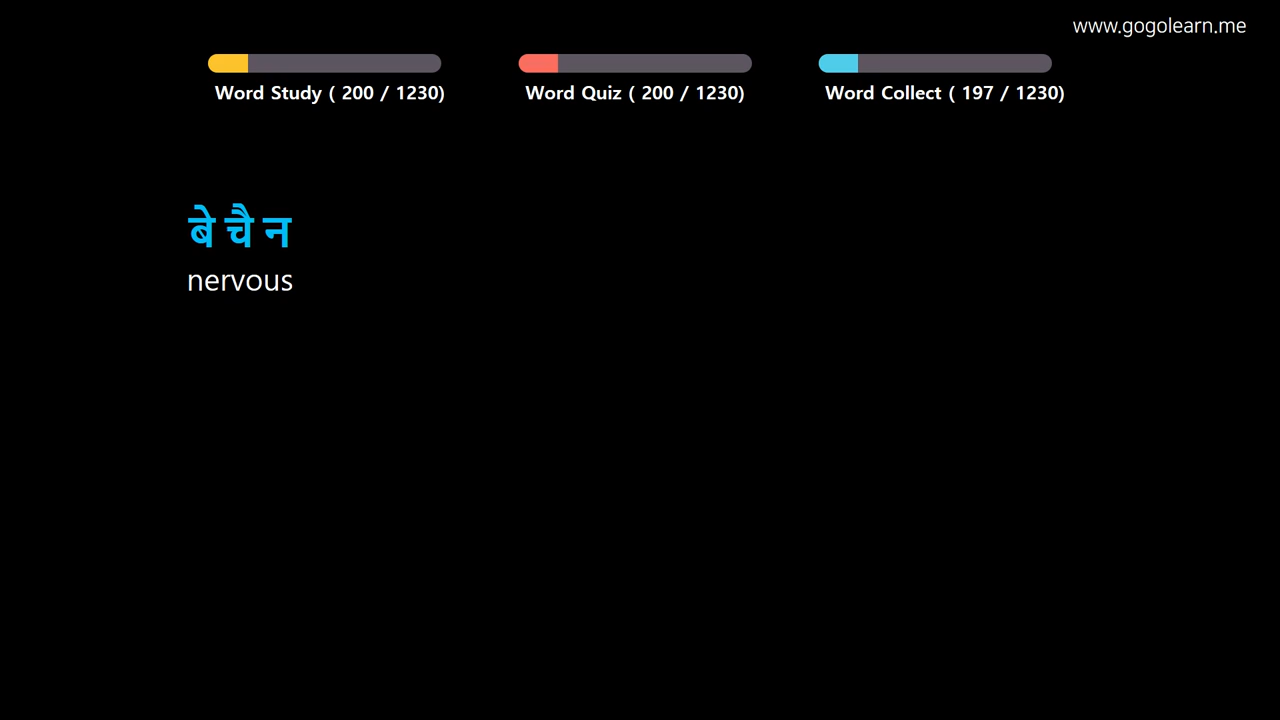 www.gogolearn.me
Word Study ( 200 / 1230)
Word Quiz ( 200 / 1230)
Word Collect ( 197 / 1230)
बे चै न
nervous